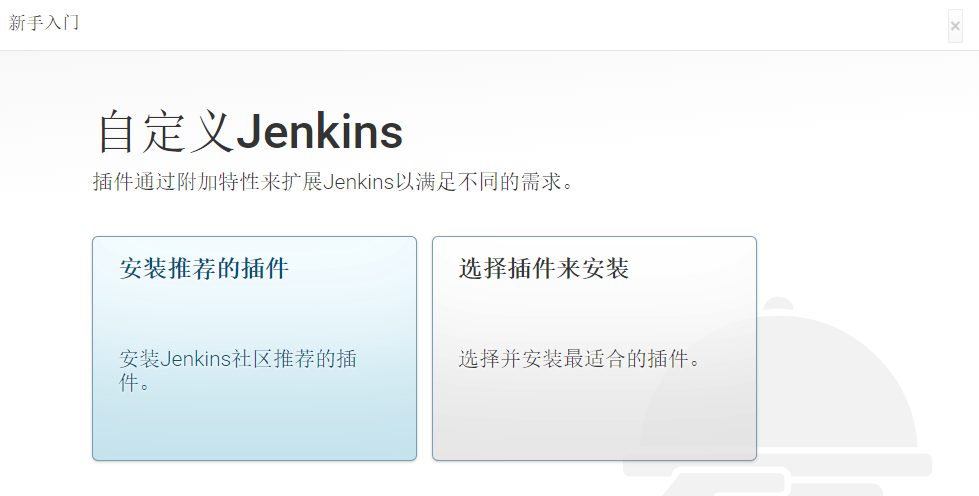 新手入门
×
自定义Jenkins
插件通过附加特性来扩展Jenkins以满足不同的需求。
安装推荐的插件
安装Jenkins社区推荐的插
件。
选择插件来安装
选择并安装最适合的插件。